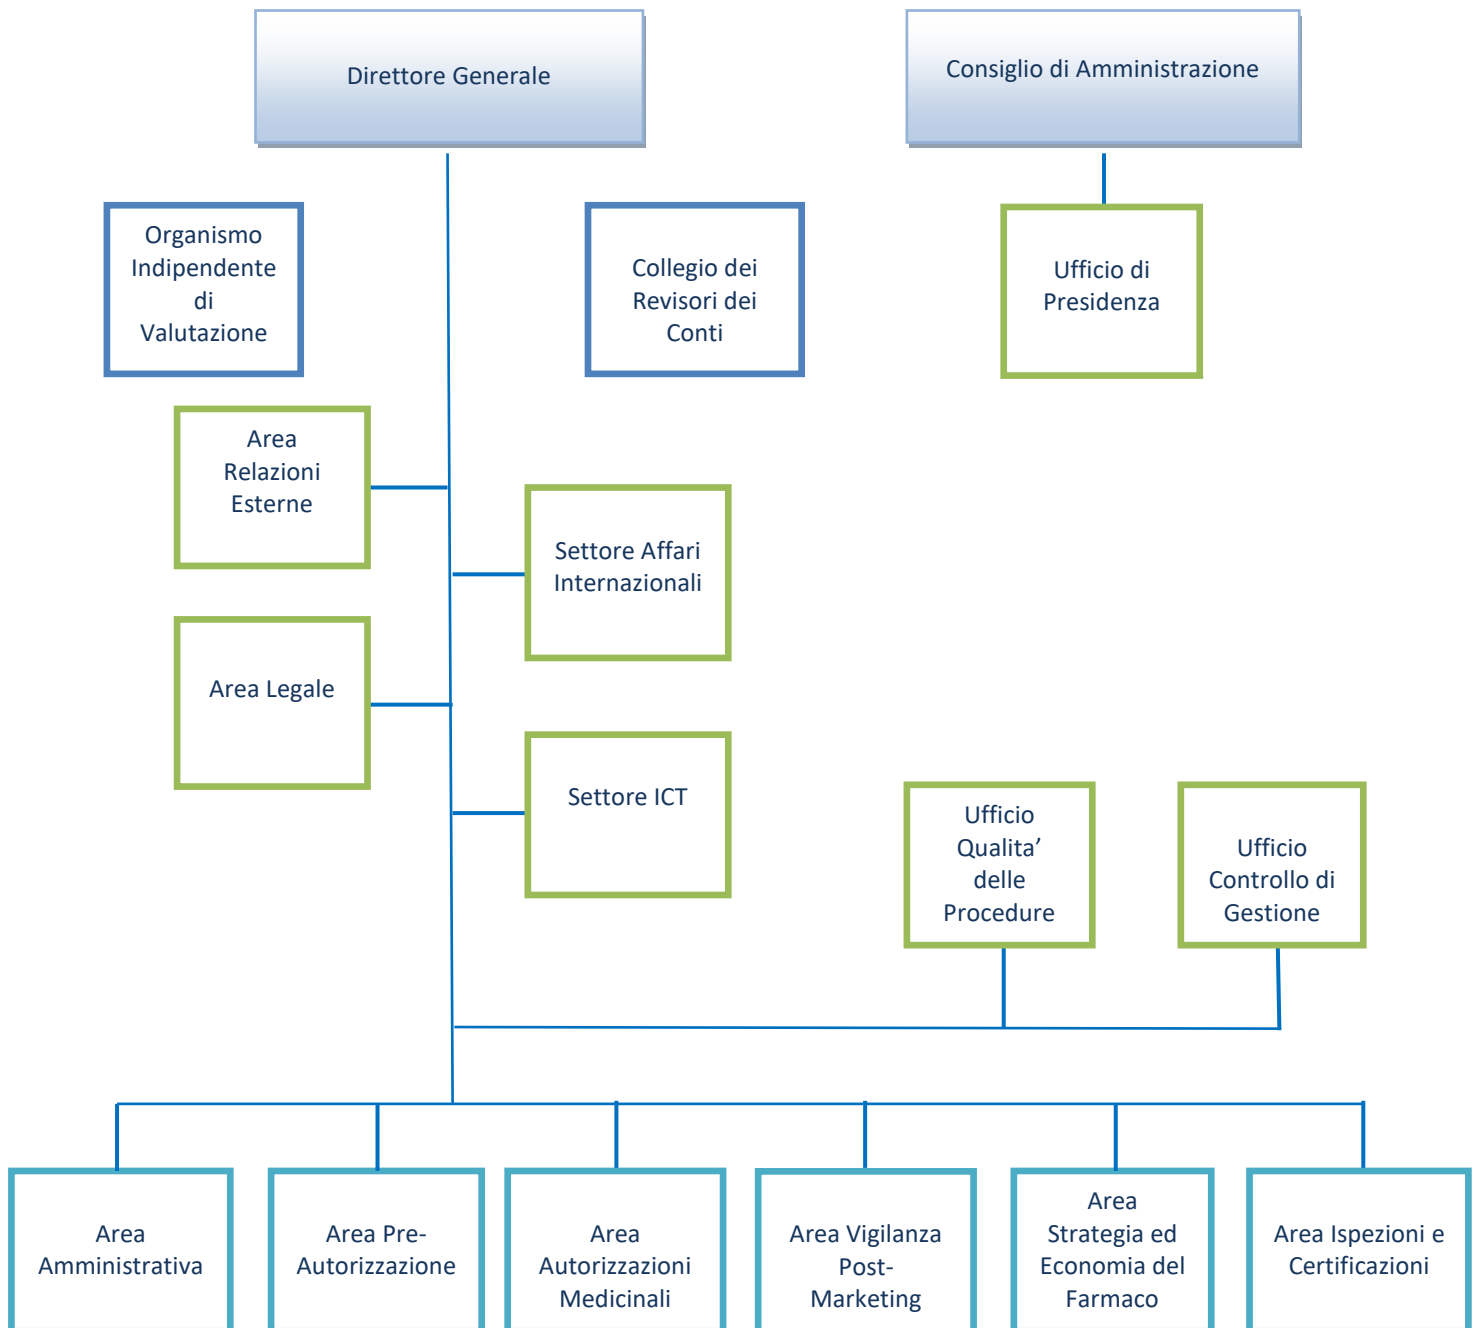 Direttore Generale
Consiglio di Amministrazione
Organismo
Indipendente
di
Valutazione
Collegio dei
Revisori dei
Conti
Ufficio di
Presidenza
Area
Relazioni
Esterne
Settore Affari
Internazionali
Area Legale
Settore ICT
Ufficio
Qualita’
delle
Procedure
Ufficio
Controllo di
Gestione
Area
Amministrativa
Area Pre-
Autorizzazione
Area
Autorizzazioni
Medicinali
Area Vigilanza
Post-
Marketing
Area
Strategia ed
Economia del
Farmaco
Area Ispezioni e
Certificazioni